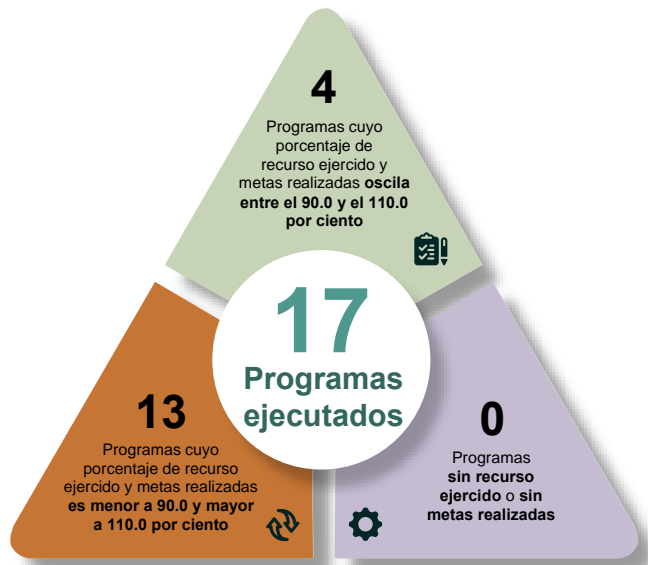 4
Programas cuyo
porcentaje de
recurso ejercido y
metas realizadas oscila
entre el 90.0 y el 110.0
por ciento
17
Programas
ejecutados
13
Programas cuyo
porcentaje de recurso
ejercido y metas realizadas
es menor a 90.0 y mayor
a 110.0 por ciento
0
Programas
sin recurso
ejercido o sin
metas realizadas